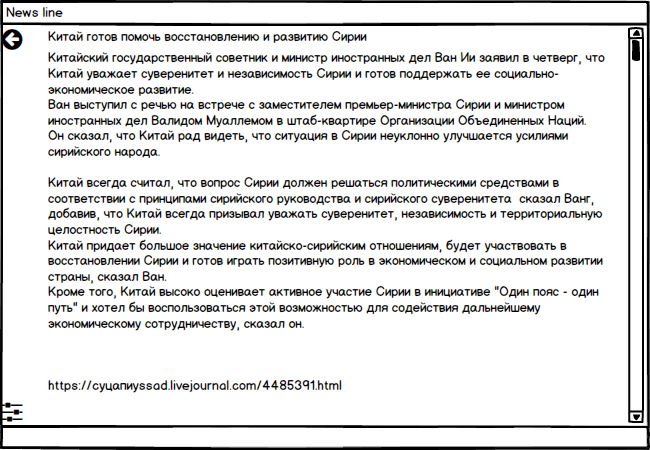 News line
Китай готов помочь восстановлению и развитию Сирии
Китайский государственный советник и министр иностранных дел Ван Ии заявил в четверг, что
Китай уважает суверенитет и независимость Сирии и готов поддержать ее социально-
экономическое развитие.
Ван выступил с речью на встрече с заместителем премьер-министра Сирии и министром
иностранных дел Валидом Муаллемом в штаб-квартире Организации Объединенных Наций.
Он сказал, что Китай рад видеть, что ситуация в Сирии неуклонно улучшается усилиями
сирийского народа.
Китай всегда считал, что вопрос Сирии должен решаться политическими средствами в
соответствии с принципами сирийского руководства и сирийского суверенитета  сказал Ванг,
добавив, что Китай всегда призывал уважать суверенитет, независимость и территориальную
целостность Сирии.
Китай придает большое значение китайско-сирийским отношениям, будет участвовать в
восстановлении Сирии и готов играть позитивную роль в экономическом и социальном развитии
страны, сказал Ван.
Кроме того, Китай высоко оценивает активное участие Сирии в инициативе "Один пояс - один
путь" и хотел бы воспользоваться этой возможностью для содействия дальнейшему
экономическому сотрудничеству, сказал он.
https://суцапиуssad.livejournal.com/4485391.html